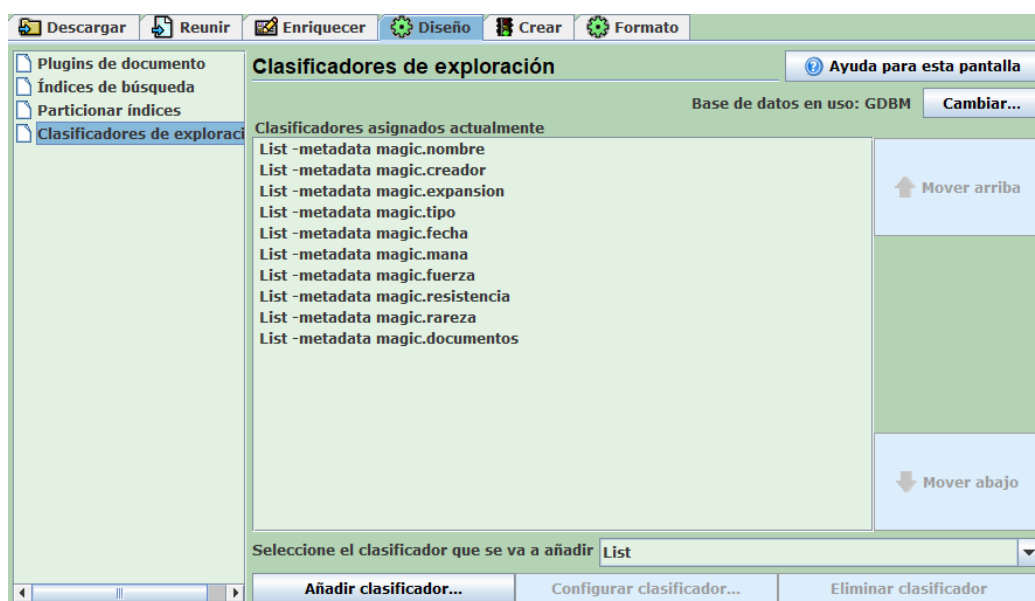 Descargar Reunir Enriquecer Diseño Crear Formato
Plugins de documento
Índices de búsqueda
Particionar índices
Clasificadores de exploraci
Clasificadores de exploración
Ayuda para esta pantalla
Base de datos en uso: GDBM Cambiar...
Clasificadores asignados actualmente
List -metadata magic.nombre
List -metadata magic.creador
List -metadata magic.expansion
List -metadata magic.tipo
List -metadata magic.fecha
List -metadata magic.mana
List -metadata magic.fuerza
List -metadata magic.resistencia
List -metadata magic.rareza
List -metadata magic.documentos
Mover arriba
Mover abajo
Seleccione el clasificador que se va a añadir List
Añadir clasificador... Configurar clasificador... Eliminar clasificador